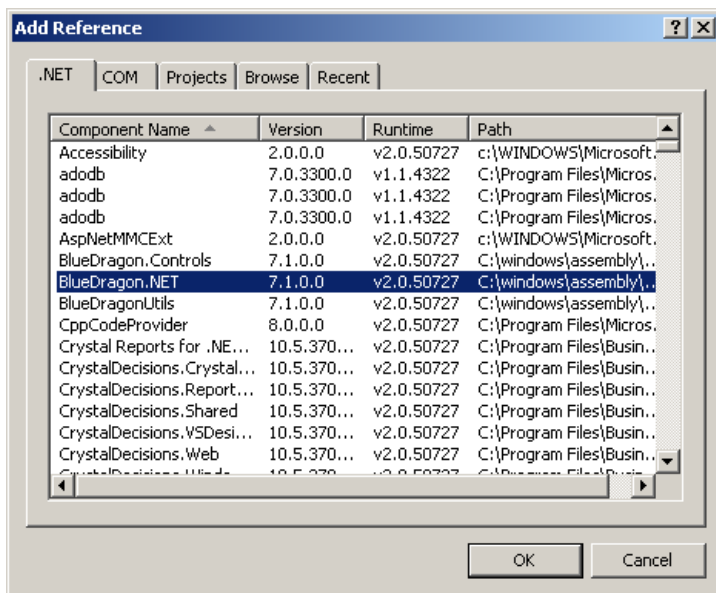 Add Reference
.NET COM Projects Browse Recent
Component Name Version Runtime Path
Accessibility 2.0.0.0 v2.0.50727 c:\WINDOWS\Microsoft.
adodb 7.0.3300.0 v1.1.4322 C:\Program Files\Micros.
adodb 7.0.3300.0 v1.1.4322 C:\Program Files\Micros.
adodb 7.0.3300.0 v1.1.4322 C:\Program Files\Micros.
AspNetMMCExt 2.0.0.0 v2.0.50727 c:\WINDOWS\Microsoft.
BlueDragon.Controls 7.1.0.0 v2.0.50727 C:\windows\assembly\..
BlueDragon.NET 7.1.0.0 v2.0.50727 C:\windows\assembly\..
BlueDragonUtils 7.1.0.0 v2.0.50727 C:\windows\assembly\..
CppCodeProvider 8.0.0.0 v2.0.50727 C:\Program Files\Micros.
Crystal Reports for .NE... 10.5.370... v2.0.50727 C:\Program Files\Busin..
CrystalDecisions.Crystal... 10.5.370... v2.0.50727 C:\Program Files\Busin..
CrystalDecisions.Report... 10.5.370... v2.0.50727 C:\Program Files\Busin..
CrystalDecisions.Shared 10.5.370... v2.0.50727 C:\Program Files\Busin..
CrystalDecisions.VSDesi... 10.5.370... v2.0.50727 C:\Program Files\Busin..
CrystalDecisions.Web 10.5.370... v2.0.50727 C:\Program Files\Busin..
OK Cancel